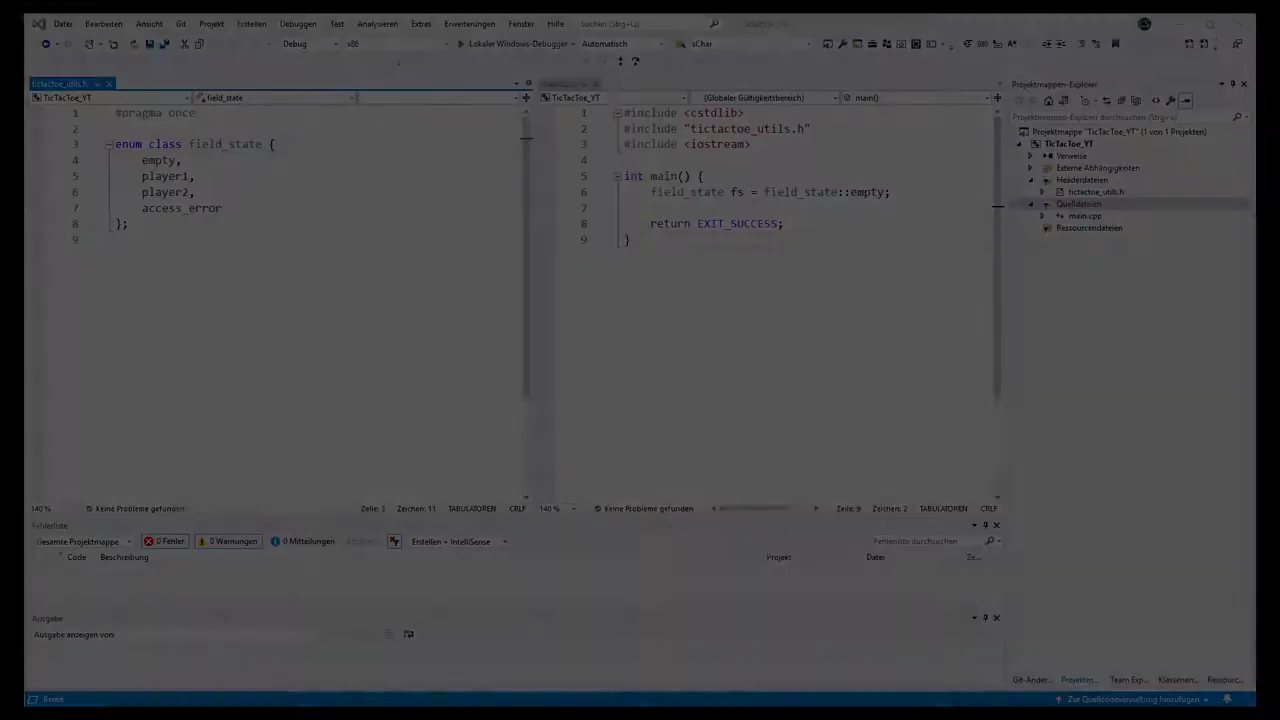 Datei Bearbeiten Ansicht Git Projekt Erstellen Debuggen Test Analysieren Extras Erweiterungen Fenster Hilfe Suchen (Strg+Q)
Debug x86 Lokaler Windows-Debugger Automatisch xChar
tictactoe_utils.h
TicTacToe_YT field_state
1 #pragma once
2
3 enum class field_state {
4 empty,
5 player1,
6 player2,
7 access_error
8 };
9
TicTacToe_YT (Globaler Gültigkeitsbereich) main()
1 #include <cstdlib>
2 #include "tictactoe_utils.h"
3 #include <iostream>
4
5 int main() {
6 field_state fs = field_state::empty;
7
8 return EXIT_SUCCESS;
9 }
Projektmappen-Explorer
Projektmappen-Explorer durchsuchen (Strg+ü)
Projektmappe "TicTacToe_YT" (1 von 1 Projekten)
TicTacToe_YT
Verweise
Externe Abhängigkeiten
Headerdateien
tictactoe_utils.h
Quelldateien
main.cpp
Ressourcendateien
140 % Keine Probleme gefunden Zeile: 3 Zeichen: 11 TABULATOREN CRLF
140 % Keine Probleme gefunden Zeile: 9 Zeichen: 2 TABULATOREN CRLF
Fehlerliste
Gesamte Projektmappe 0 Fehler 0 Warnungen 0 Mitteilungen Erstellen + IntelliSense Fehlerliste durchsuchen
Code Beschreibung Projekt Datei Ze...
Ausgabe
Ausgabe anzeigen von:
Git-Änder... Projektm... Team Exp... Klassenan... Ressourc...
Bereit Zur Quellcodeverwaltung hinzufügen